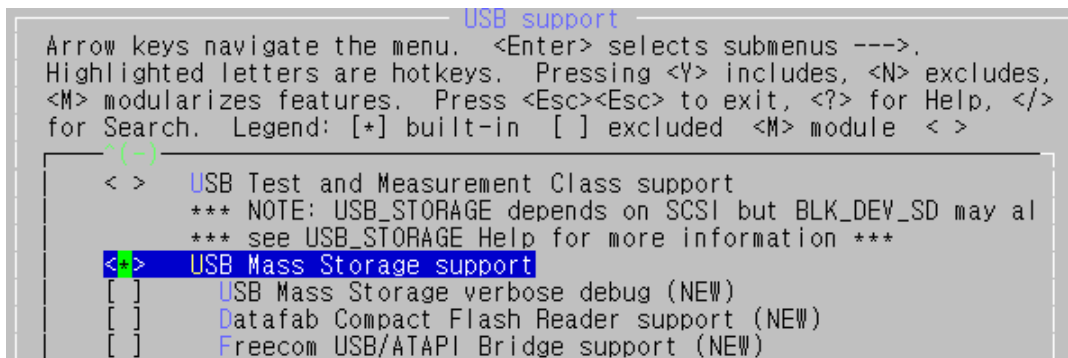 USB support
Arrow keys navigate the menu.  <Enter> selects submenus --->.
Highlighted letters are hotkeys.  Pressing <Y> includes, <N> excludes,
<M> modularizes features.  Press <Esc><Esc> to exit, <?> for Help, </>
for Search.  Legend: [*] built-in  [ ] excluded  <M> module  < >
^(-)
< >   USB Test and Measurement Class support
*** NOTE: USB_STORAGE depends on SCSI but BLK_DEV_SD may al
*** see USB_STORAGE Help for more information ***
<*>   USB Mass Storage support
[ ]     USB Mass Storage verbose debug (NEW)
[ ]     Datafab Compact Flash Reader support (NEW)
[ ]     Freecom USB/ATAPI Bridge support (NEW)